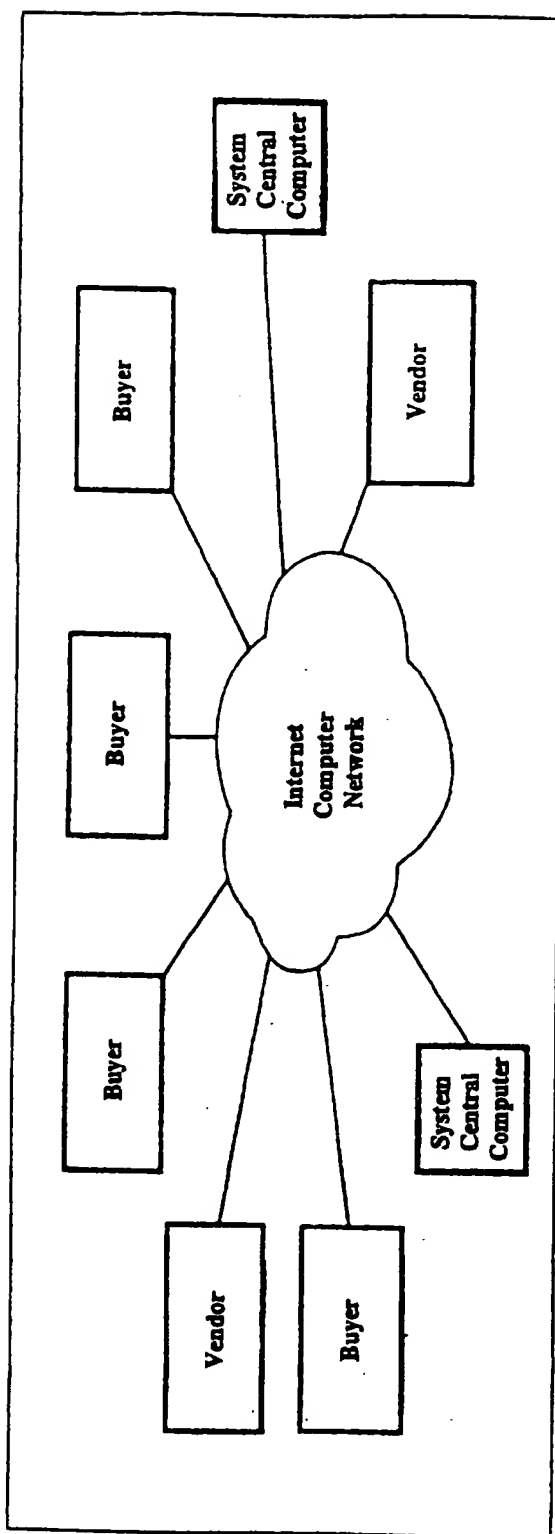 Buyer
Buyer
Buyer
Vendor
System
Central
Computer
Internet
Computer
Network
Buyer
Vendor
System
Central
Computer